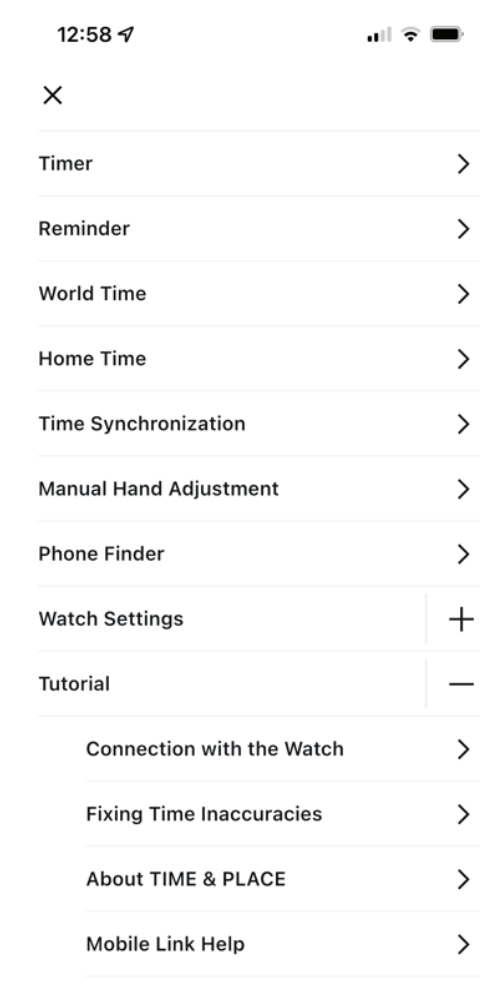 12:58
Timer
Reminder
World Time
Home Time
Time Synchronization
Manual Hand Adjustment
Phone Finder
Watch Settings
Tutorial
Connection with the Watch
Fixing Time Inaccuracies
About TIME & PLACE
Mobile Link Help